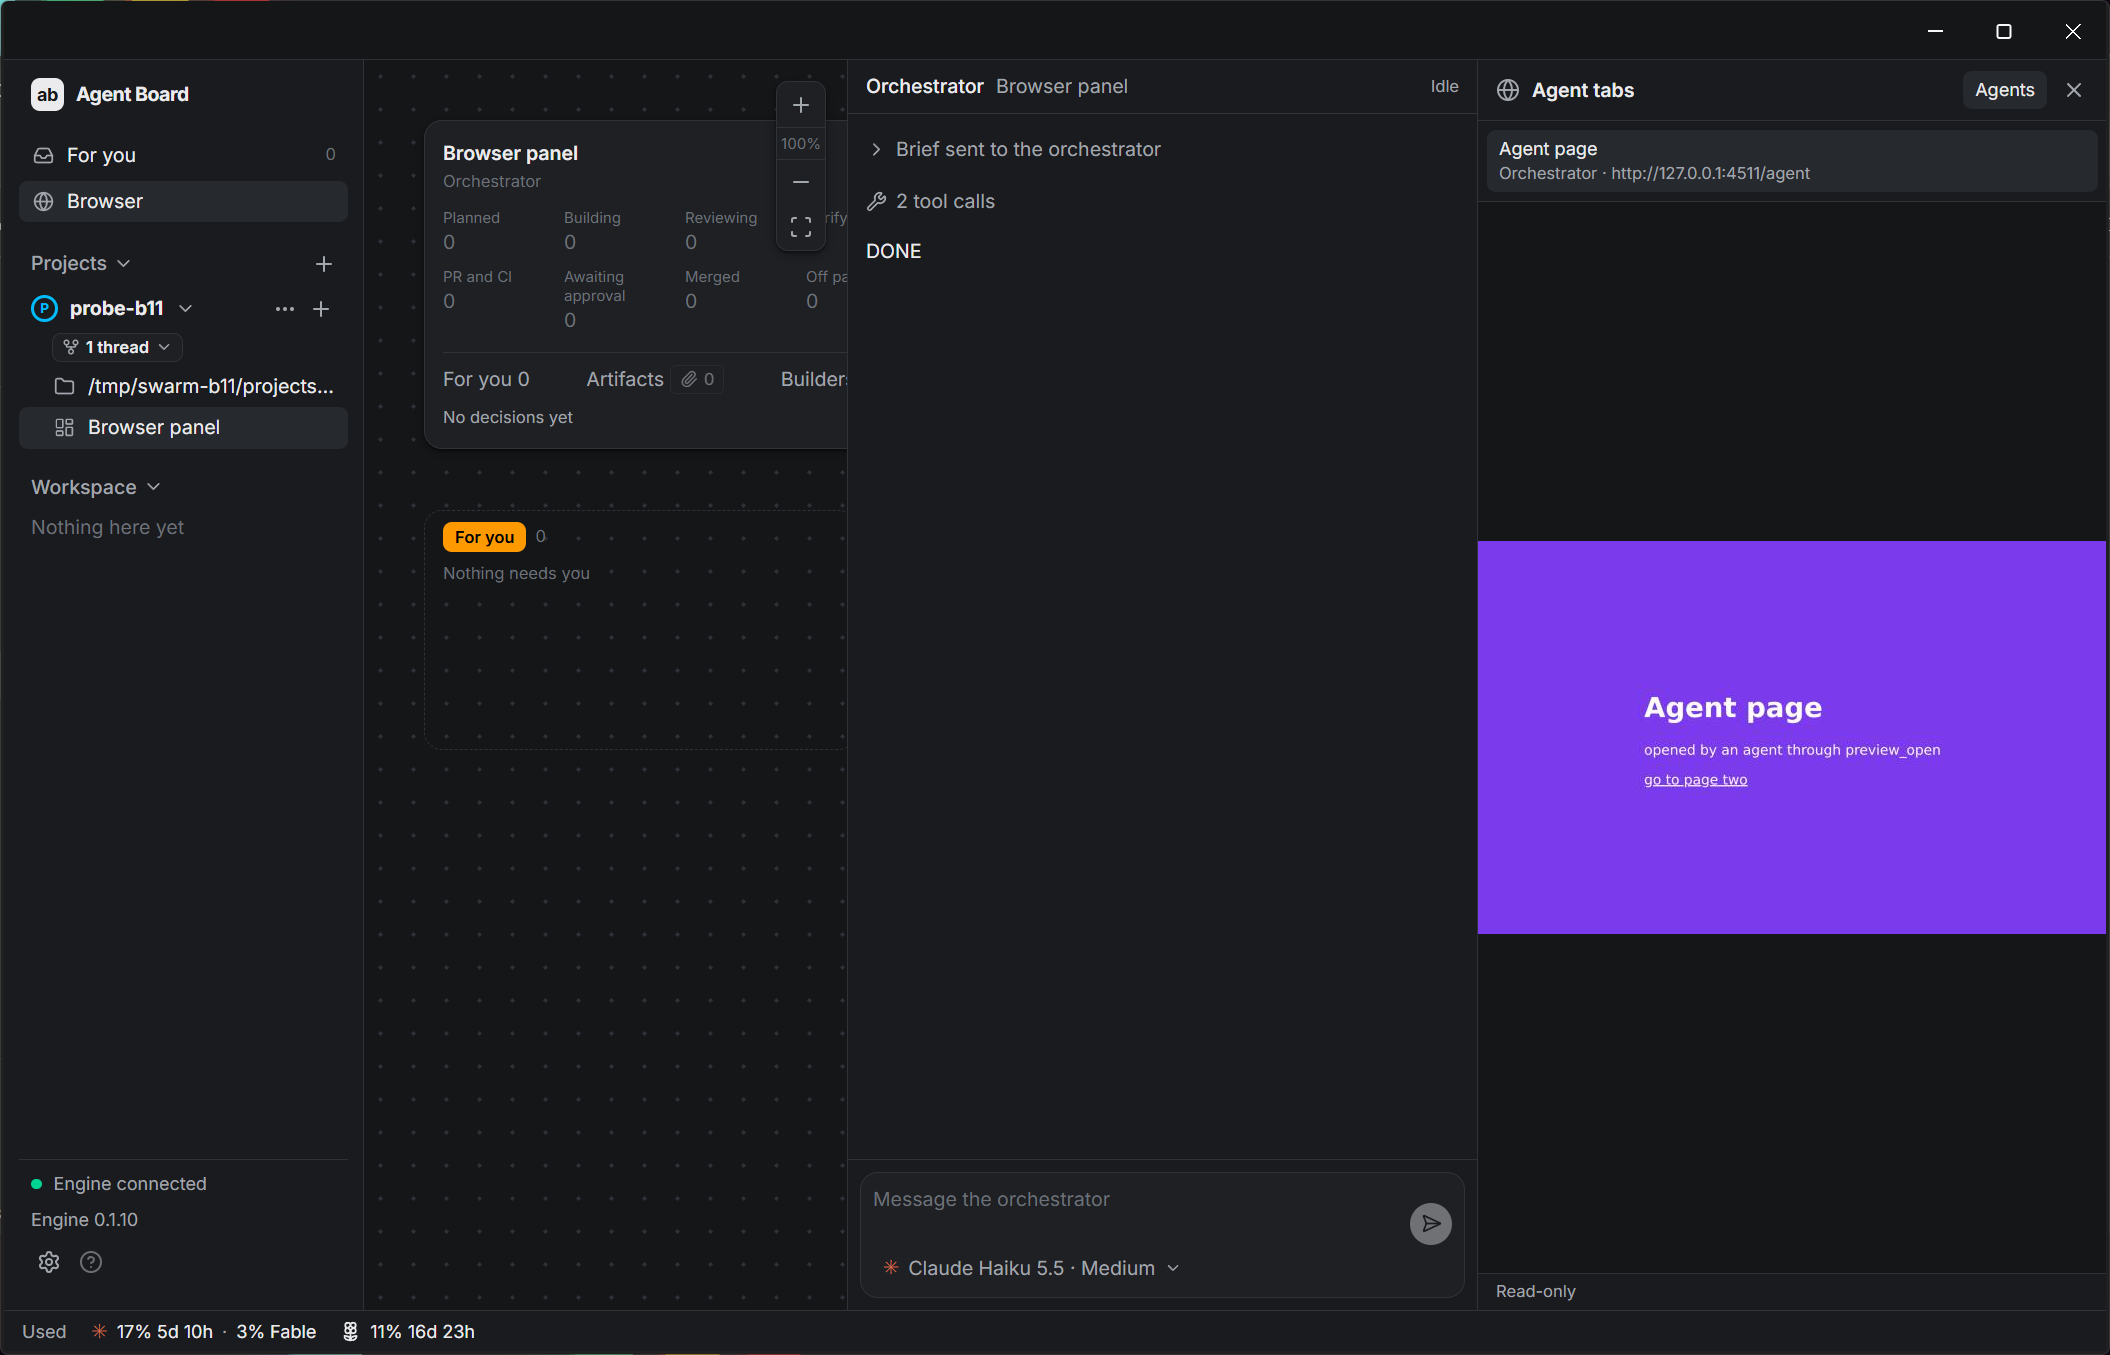 ab Agent Board
For you 0
Browser
Projects
P probe-b11
1 thread
/tmp/swarm-b11/projects...
Browser panel
Workspace
Nothing here yet
Engine connected
Engine 0.1.10
Browser panel
Orchestrator
Planned Building Reviewing rify
0 0 0
PR and CI Awaiting approval Merged Off pa
0 0 0 0
For you 0 Artifacts 0 Builders
No decisions yet
100%
For you 0
Nothing needs you
Orchestrator Browser panel Idle
Brief sent to the orchestrator
2 tool calls
DONE
Message the orchestrator
Claude Haiku 5.5 · Medium
Agent tabs Agents
Agent page
Orchestrator · http://127.0.0.1:4511/agent
Agent page
opened by an agent through preview_open
go to page two
Read-only
Used 17% 5d 10h · 3% Fable 11% 16d 23h